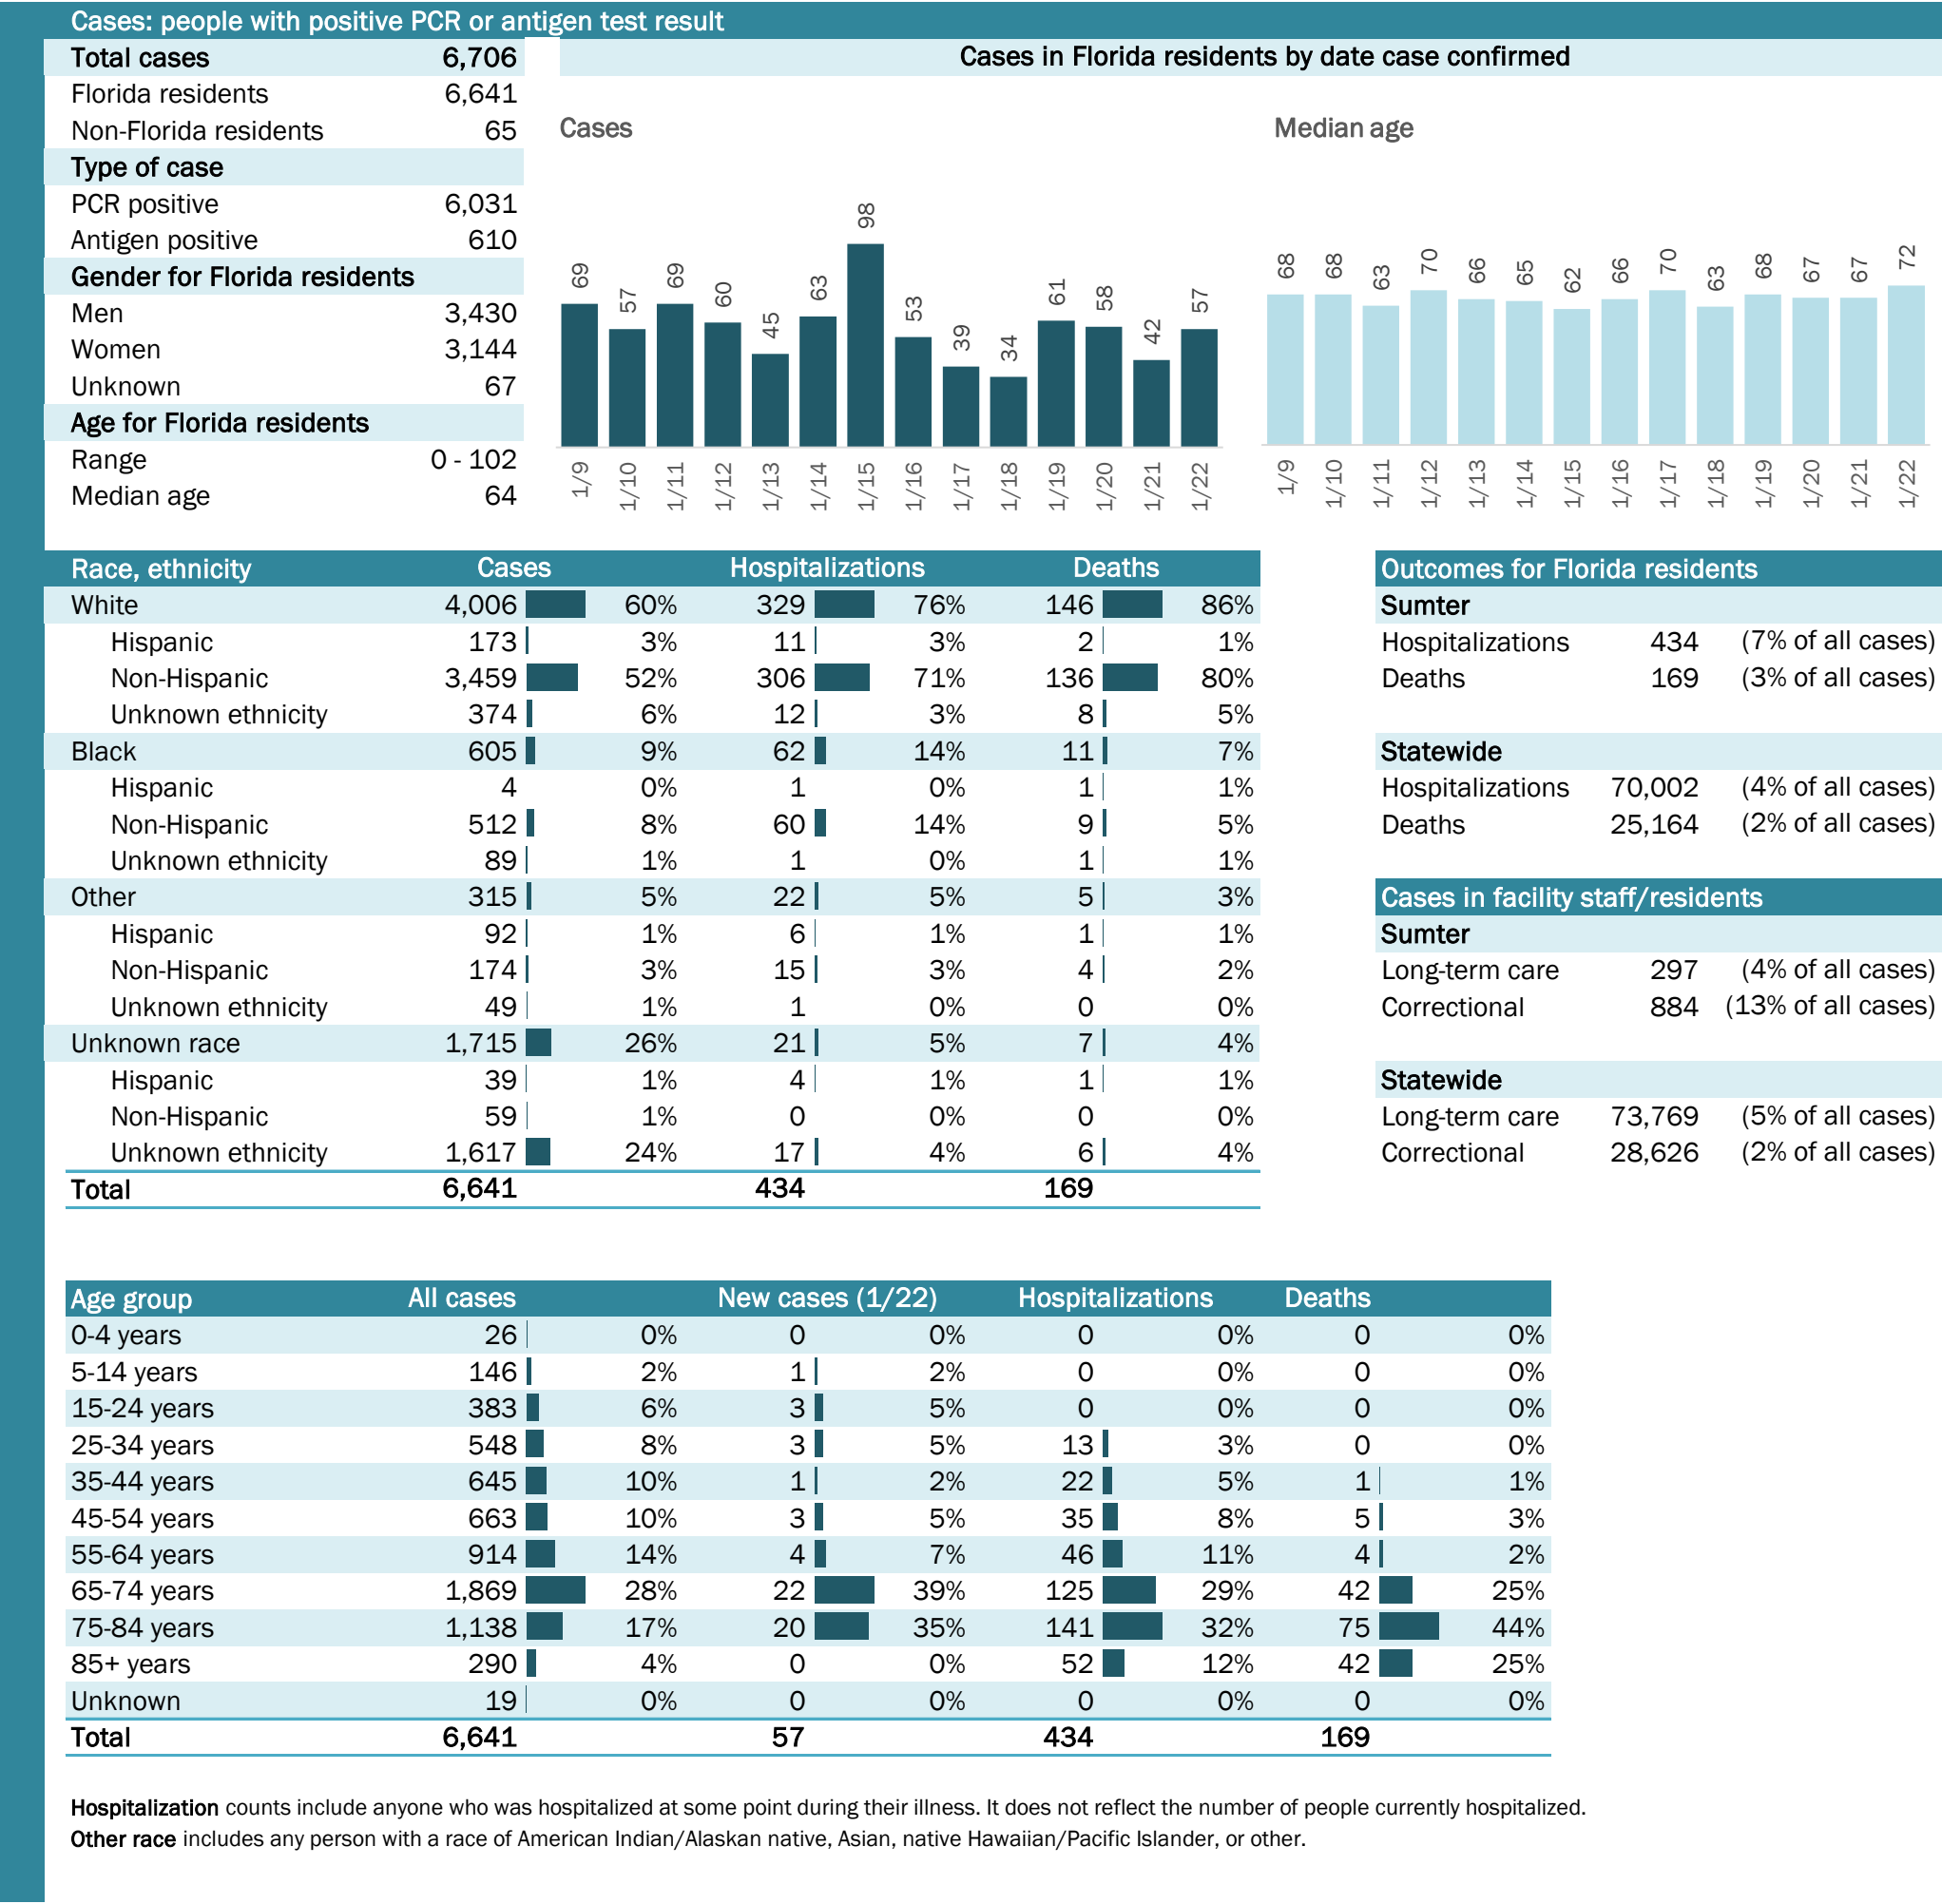 Cases: people with positive PCR or antigen test result
Total cases 6,706
Florida residents 6,641
Non-Florida residents 65
Type of case
PCR positive 6,031
Antigen positive 610
Gender for Florida residents
Men 3,430
Women 3,144
Unknown 67
Age for Florida residents
Range 0 - 102
Median age 64
Cases in Florida residents by date case confirmed
Cases
69 57 69 60 45 63 98 53 39 34 61 58 42 57
1/9 1/10 1/11 1/12 1/13 1/14 1/15 1/16 1/17 1/18 1/19 1/20 1/21 1/22
Median age
68 68 63 70 66 65 62 66 70 63 68 67 67 72
1/9 1/10 1/11 1/12 1/13 1/14 1/15 1/16 1/17 1/18 1/19 1/20 1/21 1/22
Race, ethnicity Cases Hospitalizations Deaths
White 4,006 60% 329 76% 146 86%
Hispanic 173 3% 11 3% 2 1%
Non-Hispanic 3,459 52% 306 71% 136 80%
Unknown ethnicity 374 6% 12 3% 8 5%
Black 605 9% 62 14% 11 7%
Hispanic 4 0% 1 0% 1 1%
Non-Hispanic 512 8% 60 14% 9 5%
Unknown ethnicity 89 1% 1 0% 1 1%
Other 315 5% 22 5% 5 3%
Hispanic 92 1% 6 1% 1 1%
Non-Hispanic 174 3% 15 3% 4 2%
Unknown ethnicity 49 1% 1 0% 0 0%
Unknown race 1,715 26% 21 5% 7 4%
Hispanic 39 1% 4 1% 1 1%
Non-Hispanic 59 1% 0 0% 0 0%
Unknown ethnicity 1,617 24% 17 4% 6 4%
Total 6,641 434 169
Outcomes for Florida residents
Sumter
Hospitalizations 434 (7% of all cases)
Deaths 169 (3% of all cases)
Statewide
Hospitalizations 70,002 (4% of all cases)
Deaths 25,164 (2% of all cases)
Cases in facility staff/residents
Sumter
Long-term care 297 (4% of all cases)
Correctional 884 (13% of all cases)
Statewide
Long-term care 73,769 (5% of all cases)
Correctional 28,626 (2% of all cases)
Age group All cases New cases (1/22) Hospitalizations Deaths
0-4 years 26 0% 0 0% 0 0% 0 0%
5-14 years 146 2% 1 2% 0 0% 0 0%
15-24 years 383 6% 3 5% 0 0% 0 0%
25-34 years 548 8% 3 5% 13 3% 0 0%
35-44 years 645 10% 1 2% 22 5% 1 1%
45-54 years 663 10% 3 5% 35 8% 5 3%
55-64 years 914 14% 4 7% 46 11% 4 2%
65-74 years 1,869 28% 22 39% 125 29% 42 25%
75-84 years 1,138 17% 20 35% 141 32% 75 44%
85+ years 290 4% 0 0% 52 12% 42 25%
Unknown 19 0% 0 0% 0 0% 0 0%
Total 6,641 57 434 169
Hospitalization counts include anyone who was hospitalized at some point during their illness. It does not reflect the number of people currently hospitalized.
Other race includes any person with a race of American Indian/Alaskan native, Asian, native Hawaiian/Pacific Islander, or other.